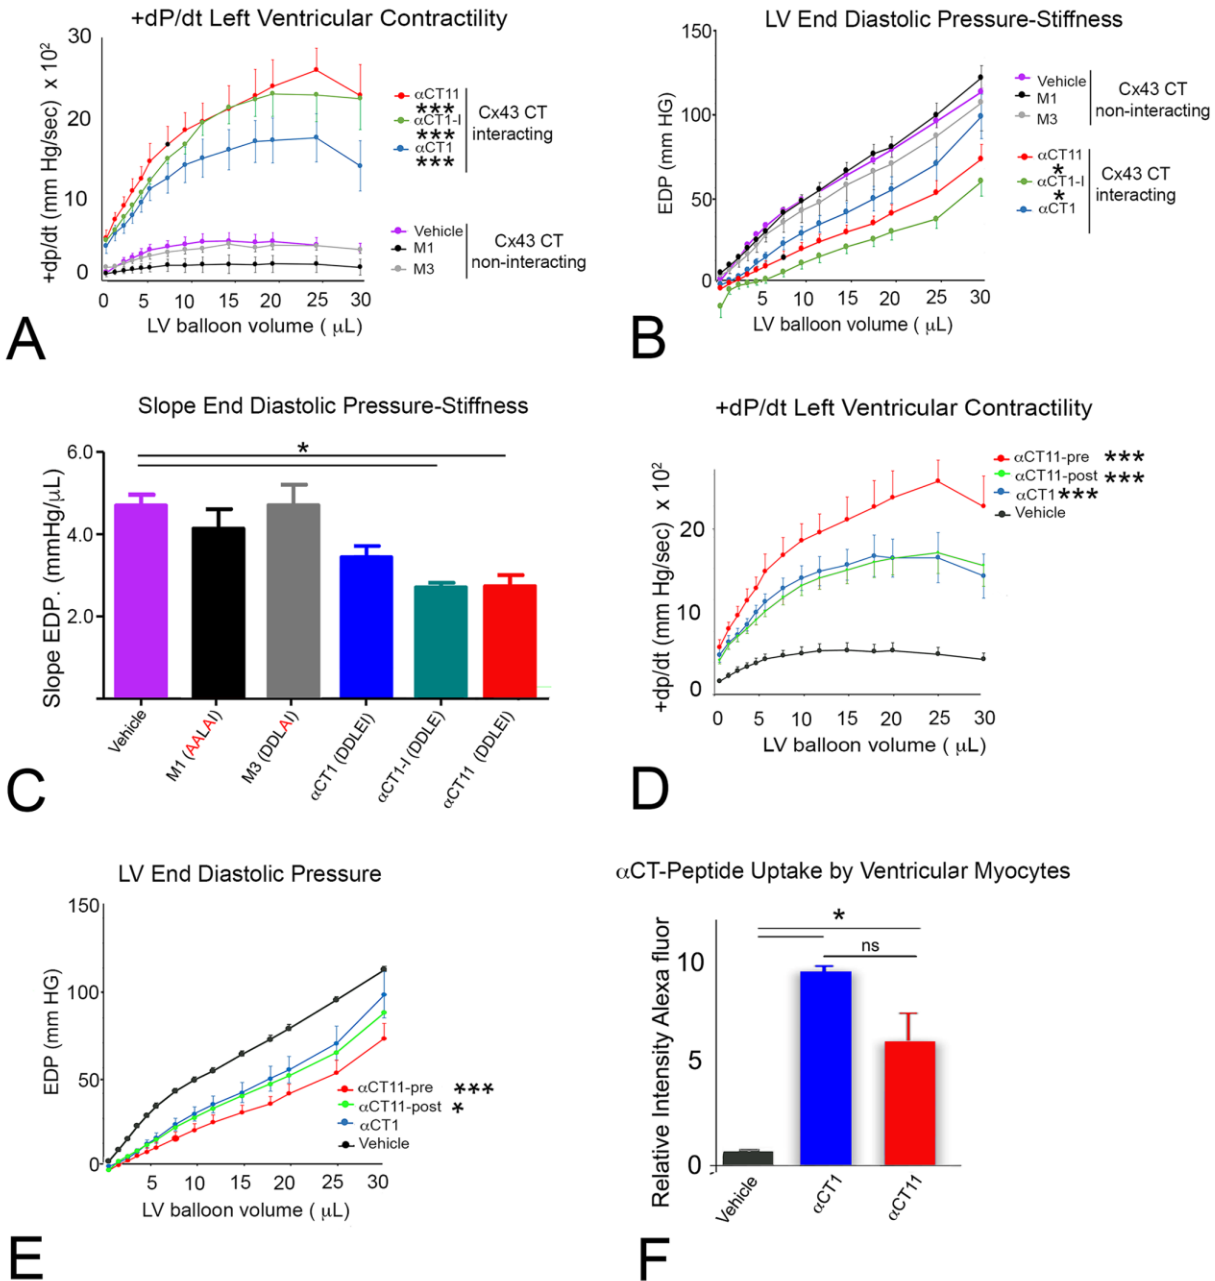 +dP/dt Left Ventricular Contractility
+dp/dt (mm Hg/sec) x 10²
30
20
10
0
0 5 10 15 20 25 30
LV balloon volume ( µL)
αCT11
***
αCT1-I
***
αCT1
***
Cx43 CT
interacting
Vehicle
M1
M3
Cx43 CT
non-interacting
A
LV End Diastolic Pressure-Stiffness
EDP (mm HG)
150
100
50
0
5 10 15 20 25 30
LV balloon volume ( µL)
Vehicle
M1
M3
Cx43 CT
non-interacting
αCT11
*
αCT1-I
*
αCT1
Cx43 CT
interacting
B
Slope End Diastolic Pressure-Stiffness
Slope EDP. (mmHg/µL)
6.0
4.0
2.0
*
Vehicle
M1 (AALAI)
M3 (DDLAI)
αCT1 (DDLEI)
αCT1-I (DDLE)
αCT11 (DDLEI)
C
+dP/dt Left Ventricular Contractility
+dp/dt (mm Hg/sec) x 10²
20
10
0
0 5 10 15 20 25 30
LV balloon volume ( µL)
αCT11-pre ***
αCT11-post ***
αCT1 ***
Vehicle
D
LV End Diastolic Pressure
EDP (mm HG)
150
100
50
0
5 10 15 20 25 30
LV balloon volume ( µL)
αCT11-pre ***
αCT11-post *
αCT1
Vehicle
E
αCT-Peptide Uptake by Ventricular Myocytes
Relative Intensity Alexa fluor
10
5
0
*
ns
Vehicle
αCT1
αCT11
F